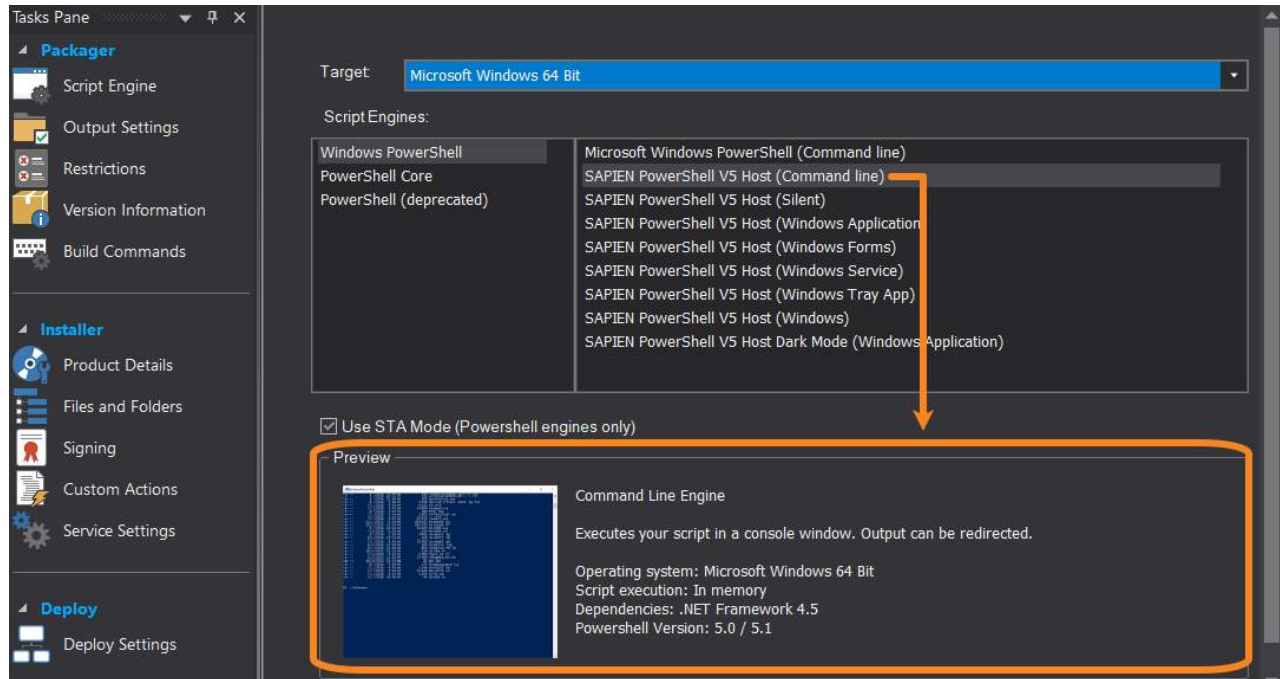 Tasks Pane
Packager
Script Engine
Output Settings
Restrictions
Version Information
Build Commands
Installer
Product Details
Files and Folders
Signing
Custom Actions
Service Settings
Deploy
Deploy Settings
Target
Microsoft Windows 64 Bit
Script Engines:
Windows PowerShell
PowerShell Core
PowerShell (deprecated)
Microsoft Windows PowerShell (Command line)
SAPIEN PowerShell V5 Host (Command line)
SAPIEN PowerShell V5 Host (Silent)
SAPIEN PowerShell V5 Host (Windows Application
SAPIEN PowerShell V5 Host (Windows Forms)
SAPIEN PowerShell V5 Host (Windows Service)
SAPIEN PowerShell V5 Host (Windows Tray App)
SAPIEN PowerShell V5 Host (Windows)
SAPIEN PowerShell V5 Host Dark Mode (Windows Application)
Use STA Mode (Powershell engines only)
Preview
Command Line Engine
Executes your script in a console window. Output can be redirected.
Operating system: Microsoft Windows 64 Bit
Script execution: In memory
Dependencies: .NET Framework 4.5
Powershell Version: 5.0 / 5.1